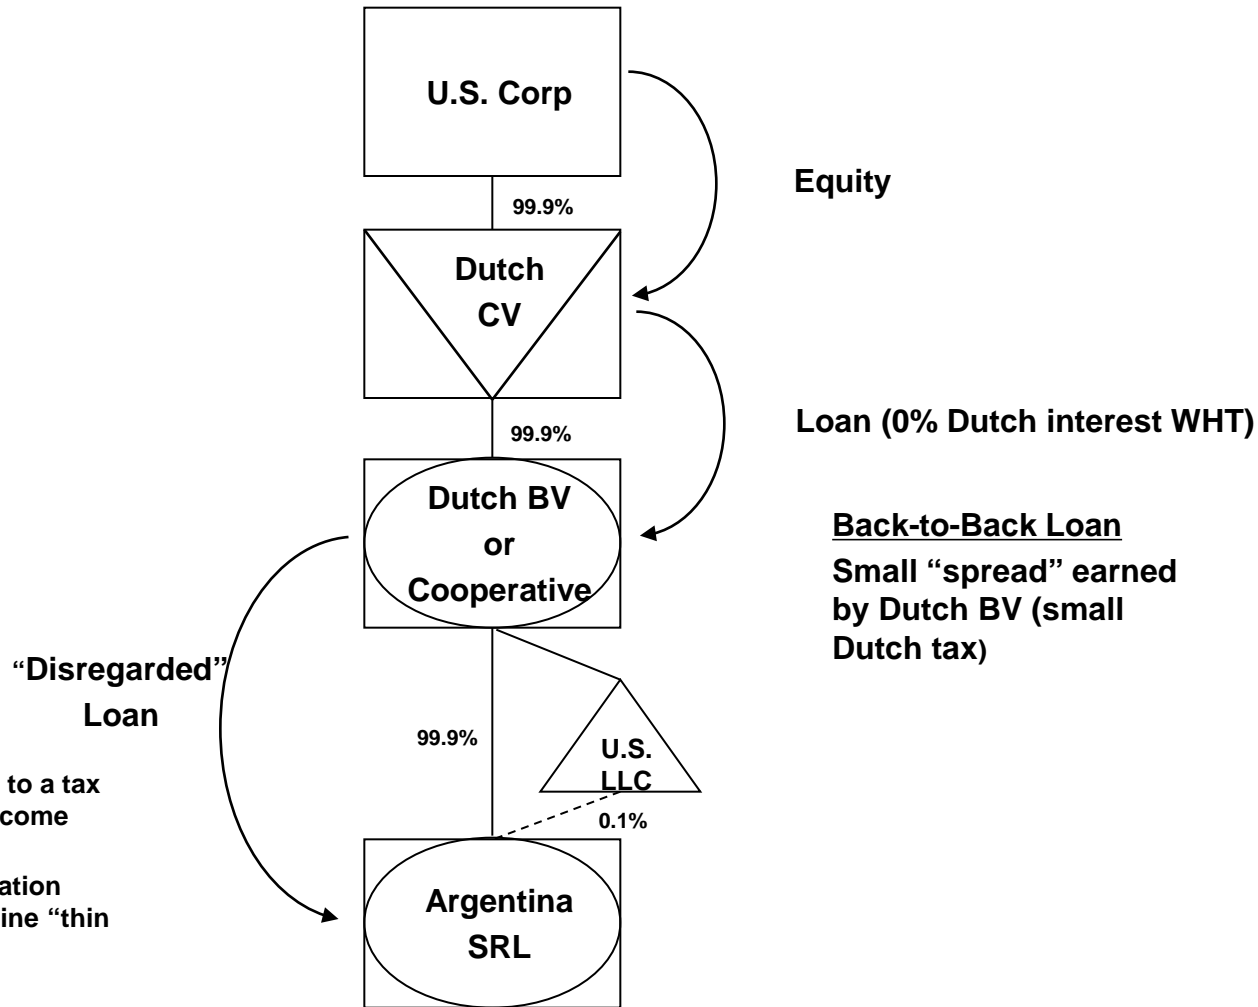 U.S. Corp
99.9%
Equity
Dutch
CV
99.9%
Loan (0% Dutch interest WHT)
Dutch BV
or
Cooperative
Back-to-Back Loan
Small “spread” earned
by Dutch BV (small
Dutch tax)
“Disregarded”
Loan
99.9%
U.S.
LLC
0.1%
to a tax
come
ation
ine “thin
Argentina
SRL